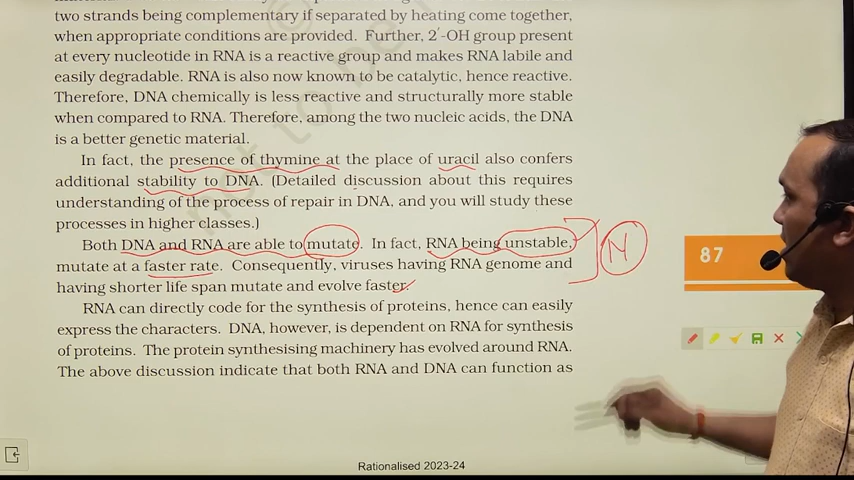 two strands being complementary if separated by heating come together,
when appropriate conditions are provided. Further, 2'-OH group present
at every nucleotide in RNA is a reactive group and makes RNA labile and
easily degradable. RNA is also now known to be catalytic, hence reactive.
Therefore, DNA chemically is less reactive and structurally more stable
when compared to RNA. Therefore, among the two nucleic acids, the DNA
is a better genetic material.
In fact, the presence of thymine at the place of uracil also confers
additional stability to DNA. (Detailed discussion about this requires
understanding of the process of repair in DNA, and you will study these
processes in higher classes.)
Both DNA and RNA are able to mutate. In fact, RNA being unstable,
mutate at a faster rate. Consequently, viruses having RNA genome and
having shorter life span mutate and evolve faster.
N
87
RNA can directly code for the synthesis of proteins, hence can easily
express the characters. DNA, however, is dependent on RNA for synthesis
of proteins. The protein synthesising machinery has evolved around RNA.
The above discussion indicate that both RNA and DNA can function as
Rationalised 2023-24